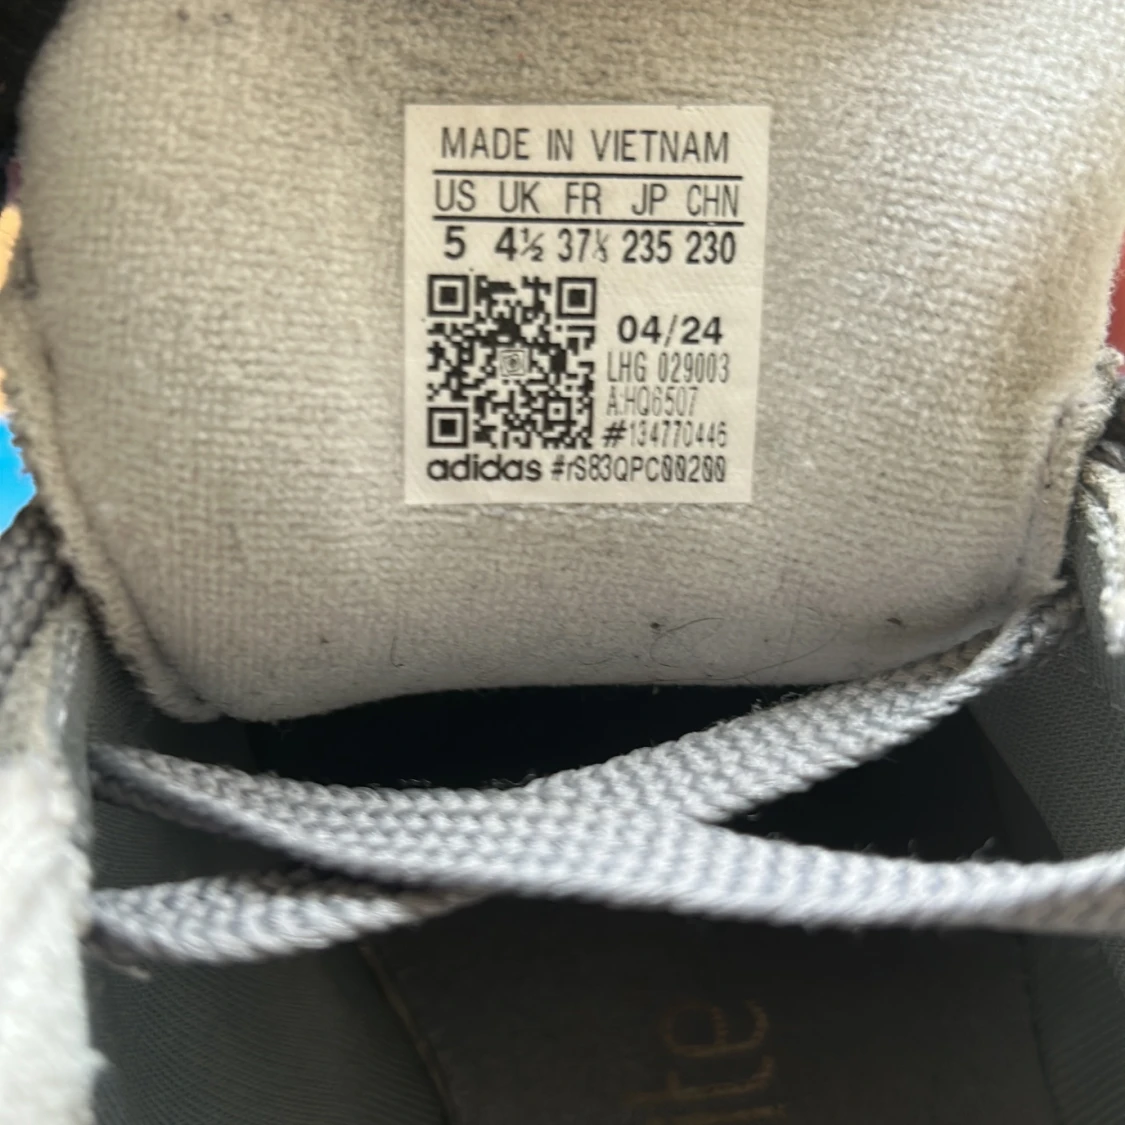 MADE IN VIETNAM
US UK FR JP CHN
5 4½ 37⅓ 235 230
04/24
LHG 029003
A:HQ6507
#134770446
adidas #rS83QPC00200
lite